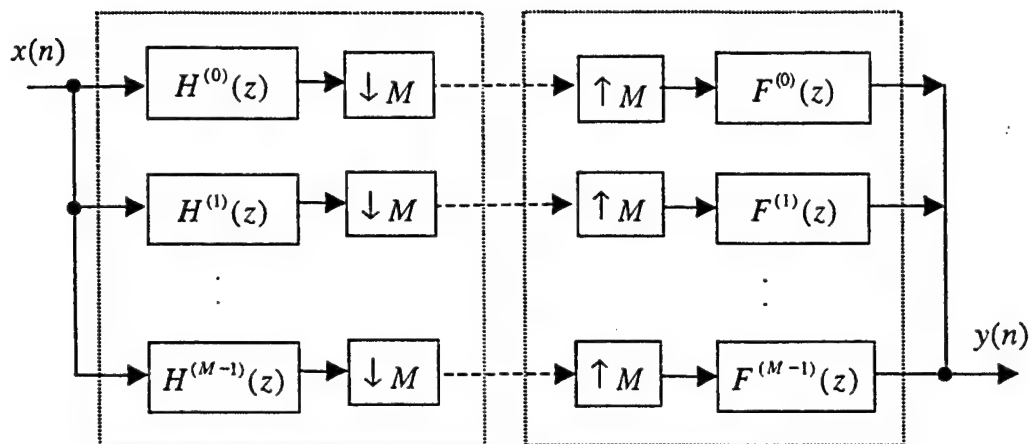 x(n)
H^{(0)}(z) ↓M ↑M F^{(0)}(z)
H^{(1)}(z) ↓M ↑M F^{(1)}(z)
H^{(M-1)}(z) ↓M ↑M F^{(M-1)}(z)
y(n)